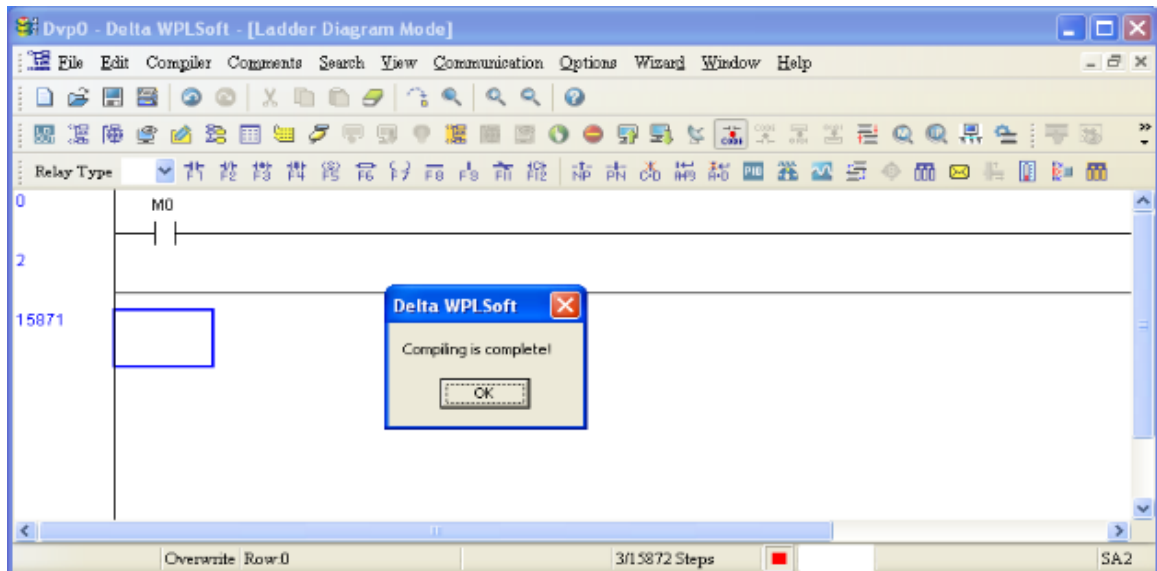 Dvp0 - Delta WPLSoft - [Ladder Diagram Mode]
File Edit Compiler Comments Search View Communication Options Wizard Window Help
Relay Type
0
M0
2
15871
Delta WPLSoft
Compiling is complete!
OK
Overwrite Row:0 3/15872 Steps SA2